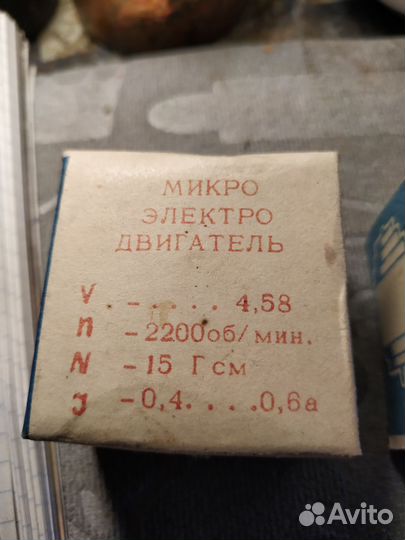 МИКРО
ЭЛЕКТРО
ДВИГАТЕЛЬ
V - . . . . 4,58
n - 2200об/мин.
N - 15 Гсм
J - 0,4. . . . 0,6а
Avito